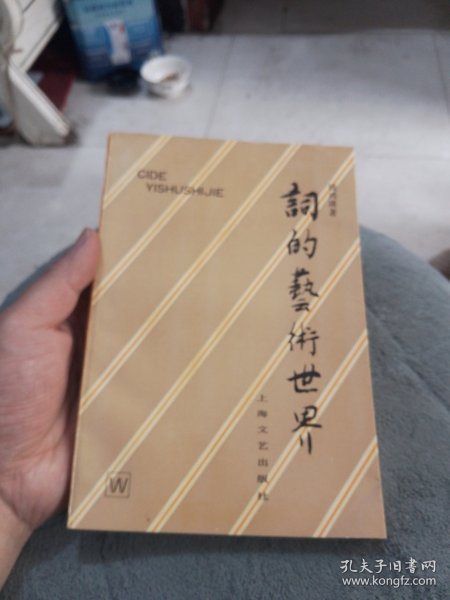 CIDE
YISHUSHIJIE
詞的藝術世界
著
上海文艺出版社
W
孔夫子旧书网
www.kongfz.com